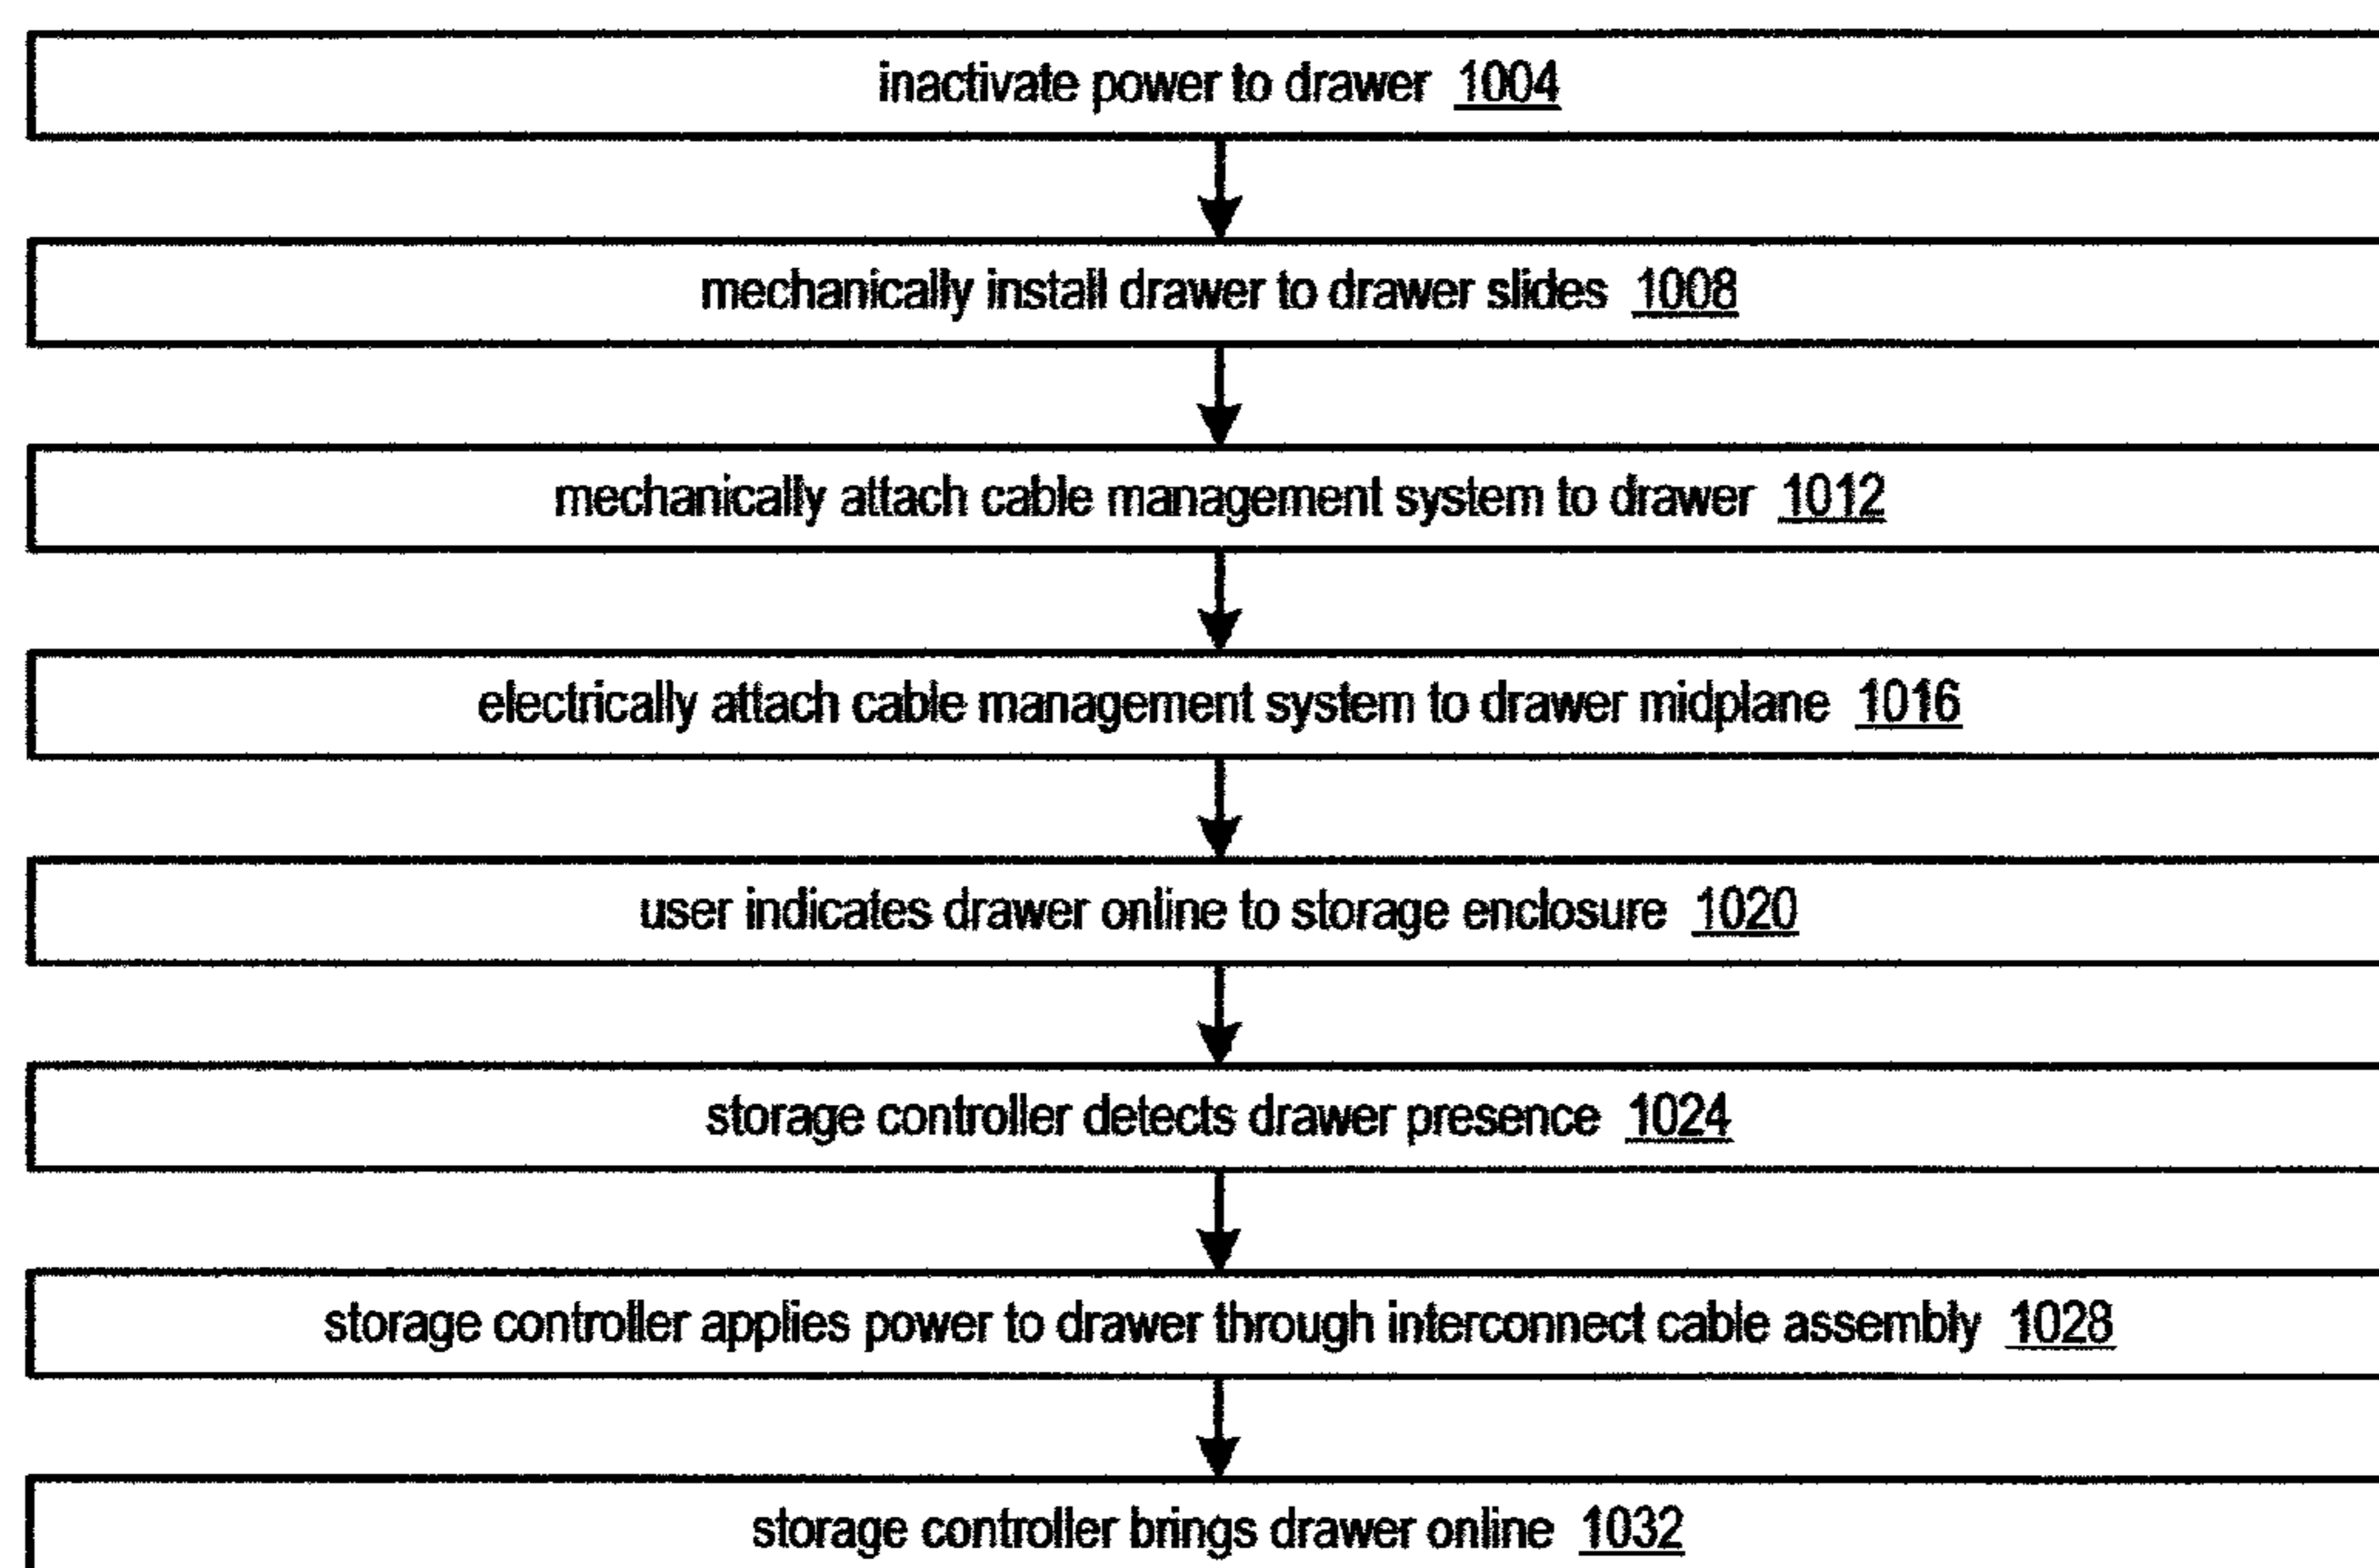 inactivate power to drawer 1004
mechanically install drawer to drawer slides 1008
mechanically attach cable management system to drawer 1012
electrically attach cable management system to drawer midplane 1016
user indicates drawer online to storage enclosure 1020
storage controller detects drawer presence 1024
storage controller applies power to drawer through interconnect cable assembly 1028
storage controller brings drawer online 1032